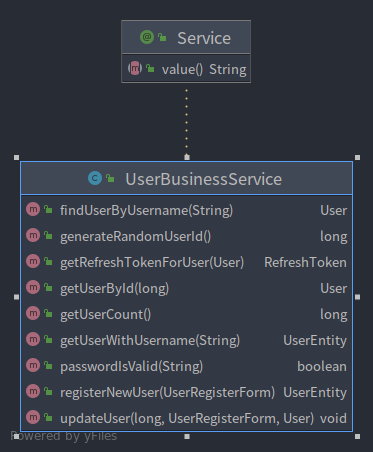 Service
value() String
UserBusinessService
findUserByUsername(String) User
generateRandomUserId() long
getRefreshTokenForUser(User) RefreshToken
getUserById(long) User
getUserCount() long
getUserWithUsername(String) UserEntity
passwordIsValid(String) boolean
registerNewUser(UserRegisterForm) UserEntity
updateUser(long, UserRegisterForm, User) void
Powered by yFiles